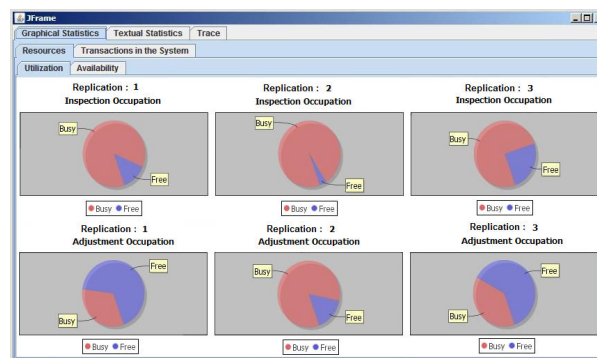 JFrame
Graphical Statistics Textual Statistics Trace
Resources Transactions in the System
Utilization Availability
Replication : 1
Inspection Occupation
Busy
Free
Busy Free
Replication : 2
Inspection Occupation
Busy
Free
Busy Free
Replication : 3
Inspection Occupation
Busy
Free
Busy Free
Replication : 1
Adjustment Occupation
Free
Busy
Busy Free
Replication : 2
Adjustment Occupation
Busy
Free
Busy Free
Replication : 3
Adjustment Occupation
Free
Busy
Busy Free